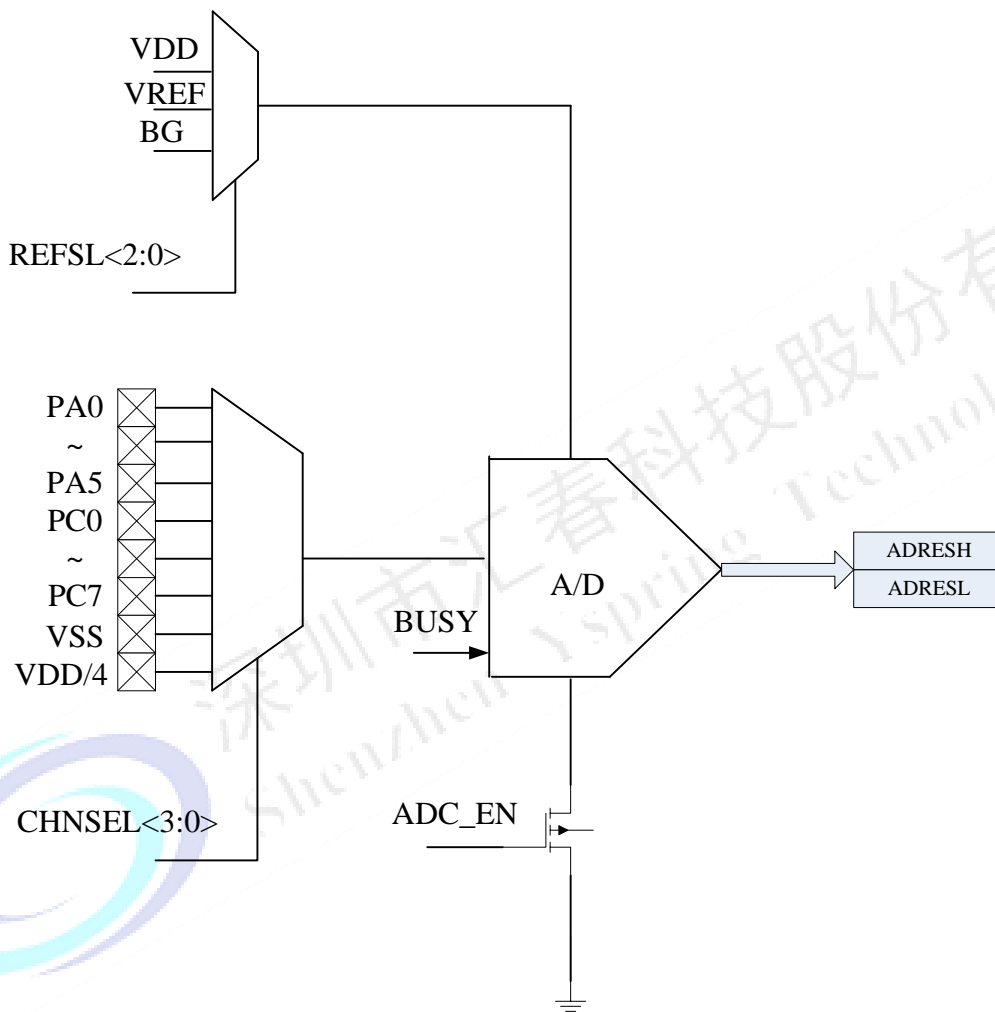 VDD
VREF
BG
REFSL<2:0>
PA0
~
PA5
PC0
~
PC7
VSS
VDD/4
CHNSEL<3:0>
BUSY
A/D
ADC_EN
ADRESH
ADRESL
深圳市汇春科技股份有
Shenzhen Yspring Technol